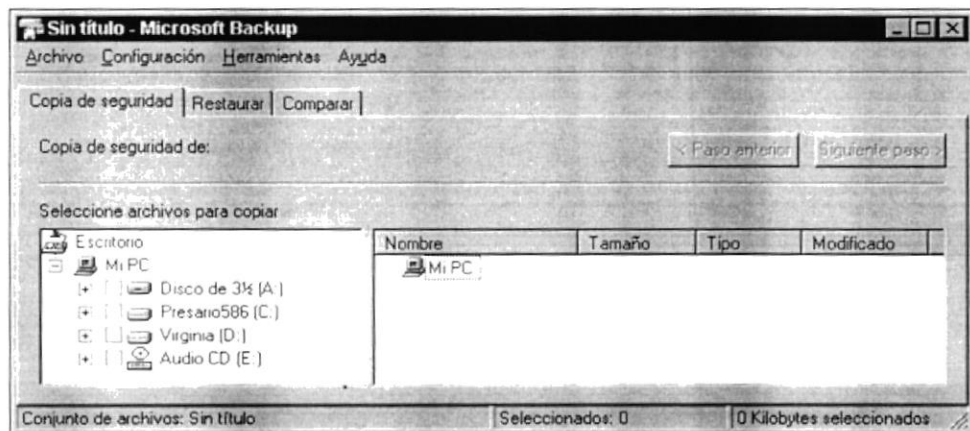 Sin título - Microsoft Backup
Archivo Configuración Herramientas Ayuda
Copia de seguridad Restaurar Comparar
Copia de seguridad de:
< Paso anterior Siguiente paso >
Seleccione archivos para copiar
Escritorio
Mi PC
Disco de 3½ (A:)
Presario586 (C:)
Virginia (D:)
Audio CD (E:)
Nombre Tamaño Tipo Modificado
Mi PC
Conjunto de archivos: Sin título Seleccionados: 0 0 Kilobytes seleccionados